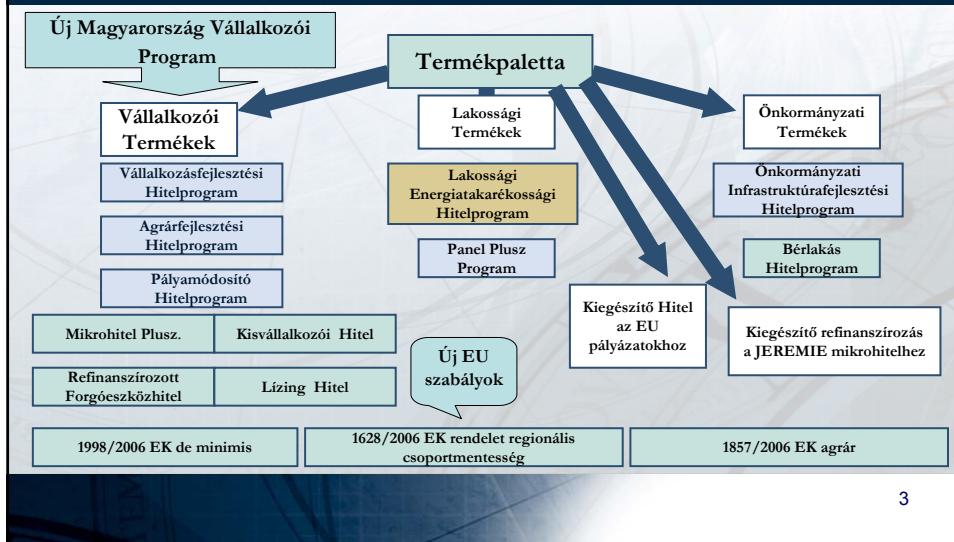 Új Magyarország Vállalkozói
Program
Termékpaletta
Vállalkozói
Termékek
Lakossági
Termékek
Önkormányzati
Termékek
Vállalkozásfejlesztési
Hitelprogram
Lakossági
Energiatakarékossági
Hitelprogram
Önkormányzati
Infrastruktúrafejlesztési
Hitelprogram
Agrárfejlesztési
Hitelprogram
Panel Plusz
Program
Bérlakás
Hitelprogram
Pályamódosító
Hitelprogram
Kiegészítő Hitel
az EU
pályázatokhoz
Kiegészítő refinanszírozás
a JEREMIE mikrohitelhez
Mikrohitel Plusz.
Kisvállalkozói Hitel
Új EU
szabályok
Refinanszírozott
Forgóeszközhitel
Lízing Hitel
1998/2006 EK de minimis
1628/2006 EK rendelet regionális
csoportmentesség
1857/2006 EK agrár
3